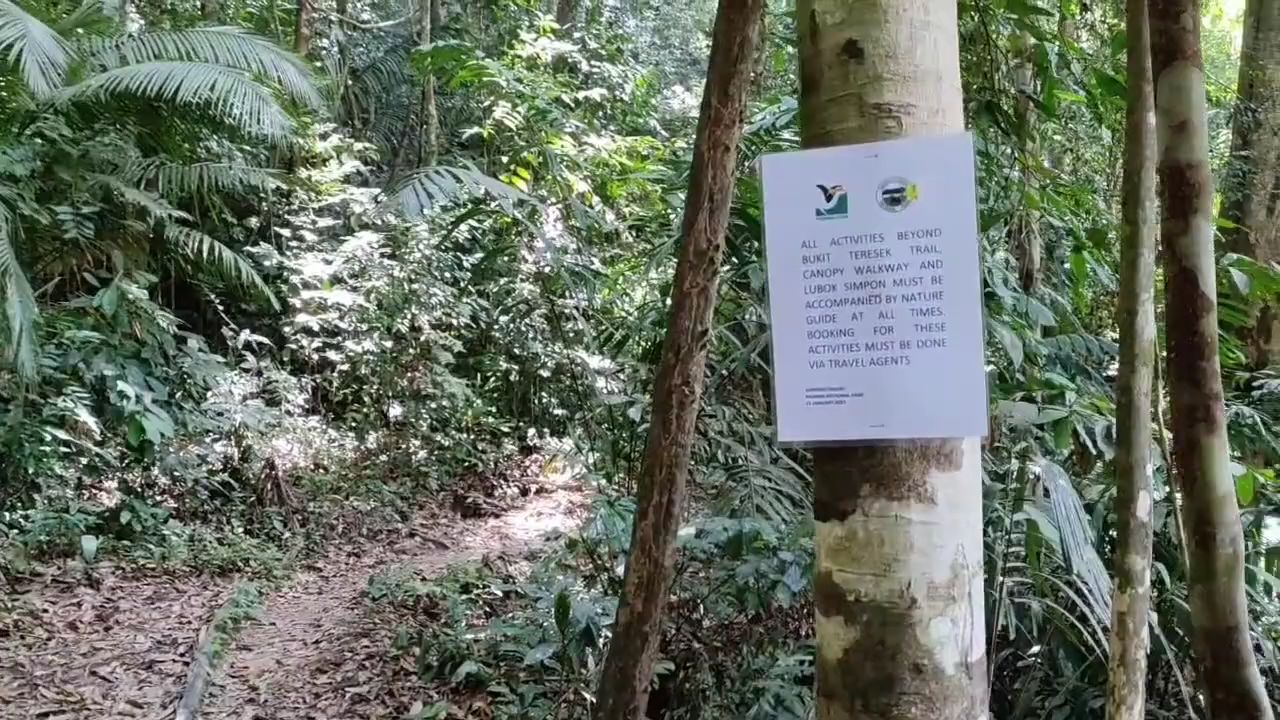 ALL ACTIVITIES BEYOND
BUKIT TERESEK TRAIL,
CANOPY WALKWAY AND
LUBOK SIMPON MUST BE
ACCOMPANIED BY NATURE
GUIDE AT ALL TIMES.
BOOKING FOR THESE
ACTIVITIES MUST BE DONE
VIA TRAVEL AGENTS